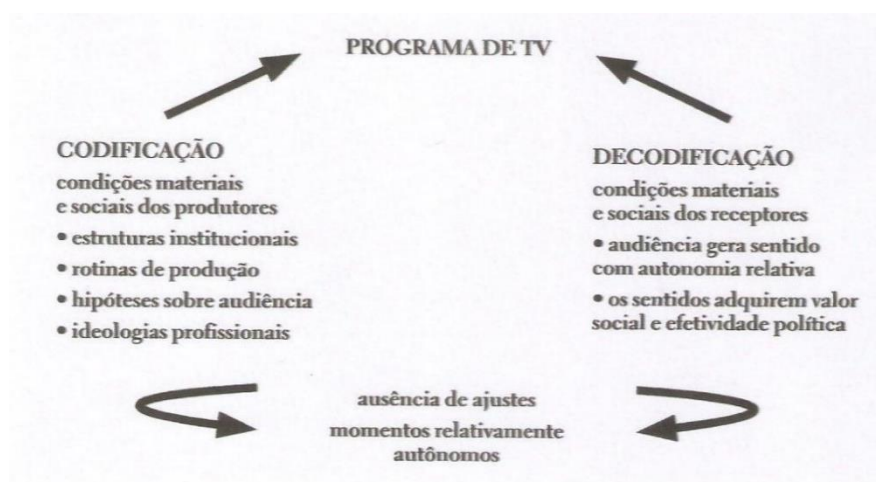 PROGRAMA DE TV
CODIFICAÇÃO
condições materiais
e sociais dos produtores
• estruturas institucionais
• rotinas de produção
• hipóteses sobre audiência
• ideologias profissionais
DECODIFICAÇÃO
condições materiais
e sociais dos receptores
• audiência gera sentido
com autonomia relativa
• os sentidos adquirem valor
social e efetividade política
ausência de ajustes
momentos relativamente
autônomos